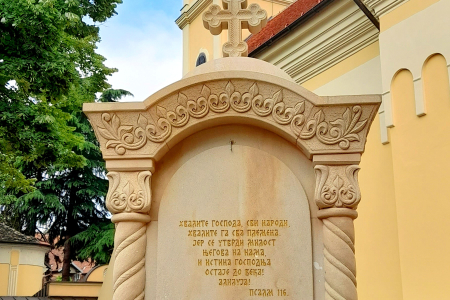 ХВАЛИТЕ ГОСПОДА, СВИ НАРОДИ,
ХВАЛИТЕ ГА СВА ПЛЕМЕНА.
ЈЕР СЕ УТВРДИ МИЛОСТ
ЊЕГОВА НА НАМА,
И ИСТИНА ГОСПОДЊА
ОСТАЈЕ ДО ВЕКА!
АЛИЛУЈА!
ПСАЛМ 116.